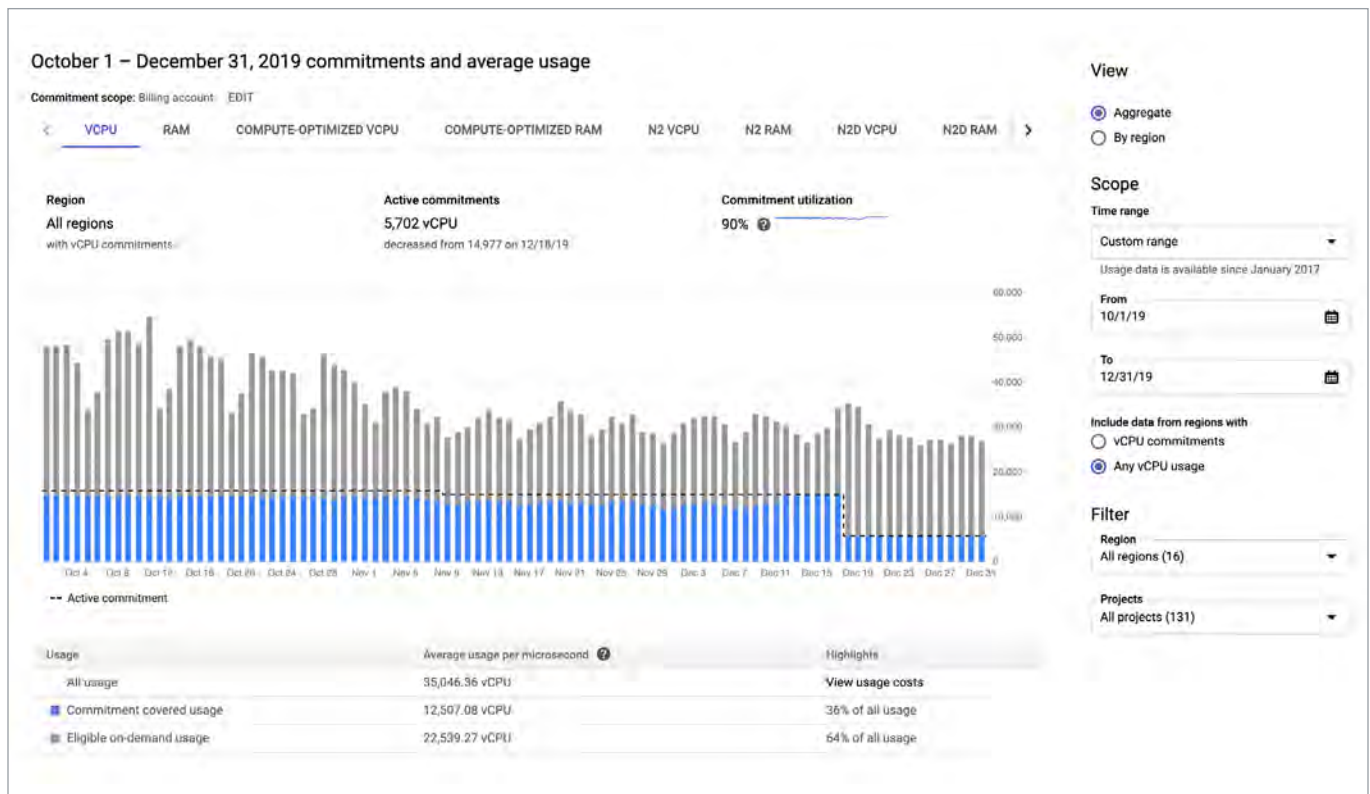 October 1 – December 31, 2019 commitments and average usage
Commitment scope: Billing account EDIT
VCPU RAM COMPUTE-OPTIMIZED VCPU COMPUTE-OPTIMIZED RAM N2 VCPU N2 RAM N2D VCPU N2D RAM
Region
All regions
with vCPU commitments
Active commitments
5,702 vCPU
decreased from 14,977 on 12/18/19
Commitment utilization
90%
60,000
50,000
40,000
30,000
20,000
10,000
0
Oct 4 Oct 8 Oct 12 Oct 16 Oct 20 Oct 24 Oct 28 Nov 1 Nov 5 Nov 9 Nov 13 Nov 17 Nov 21 Nov 25 Nov 29 Dec 3 Dec 7 Dec 11 Dec 15 Dec 19 Dec 23 Dec 27 Dec 31
-- Active commitment
Usage Average usage per microsecond Highlights
All usage 35,046.36 vCPU View usage costs
Commitment covered usage 12,507.08 vCPU 36% of all usage
Eligible on-demand usage 22,539.27 vCPU 64% of all usage
View
Aggregate
By region
Scope
Time range
Custom range
Usage data is available since January 2017
From
10/1/19
To
12/31/19
Include data from regions with
vCPU commitments
Any vCPU usage
Filter
Region
All regions (16)
Projects
All projects (131)